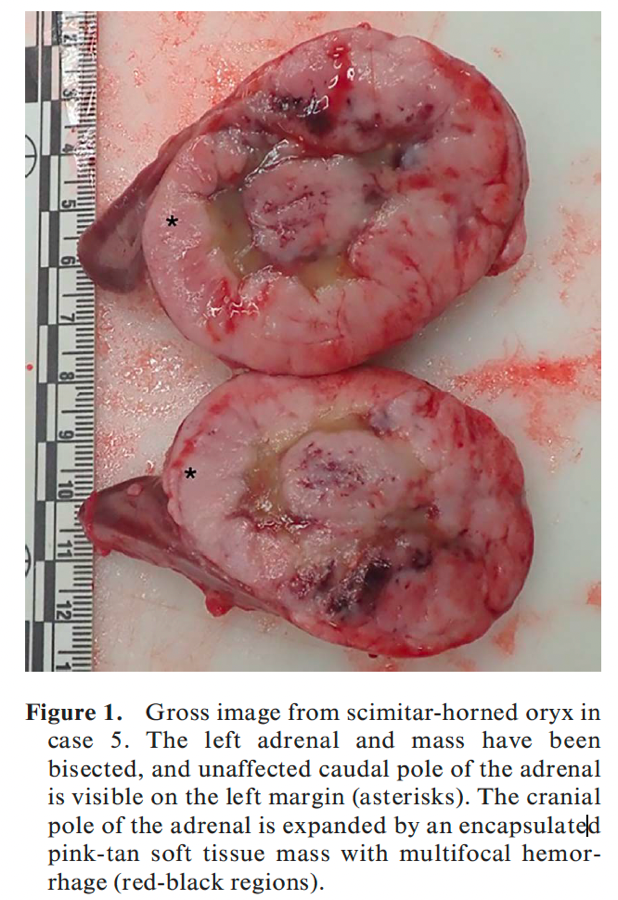 3
4
5
6
7
8
9
10
11
12
*
*
Figure 1. Gross image from scimitar-horned oryx in
case 5. The left adrenal and mass have been
bisected, and unaffected caudal pole of the adrenal
is visible on the left margin (asterisks). The cranial
pole of the adrenal is expanded by an encapsulated
pink-tan soft tissue mass with multifocal hemor-
rhage (red-black regions).